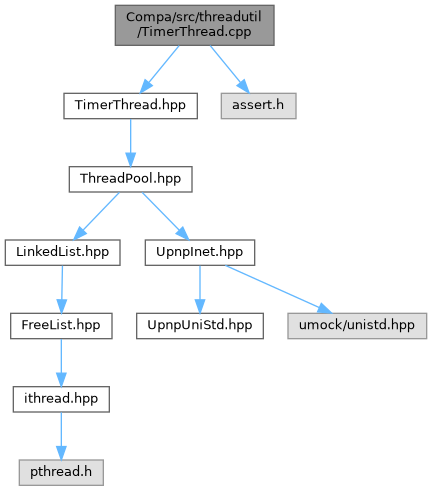 Compa/src/threadutil
/TimerThread.cpp
TimerThread.hpp
assert.h
ThreadPool.hpp
LinkedList.hpp
UpnpInet.hpp
FreeList.hpp
UpnpUniStd.hpp
umock/unistd.hpp
ithread.hpp
pthread.h